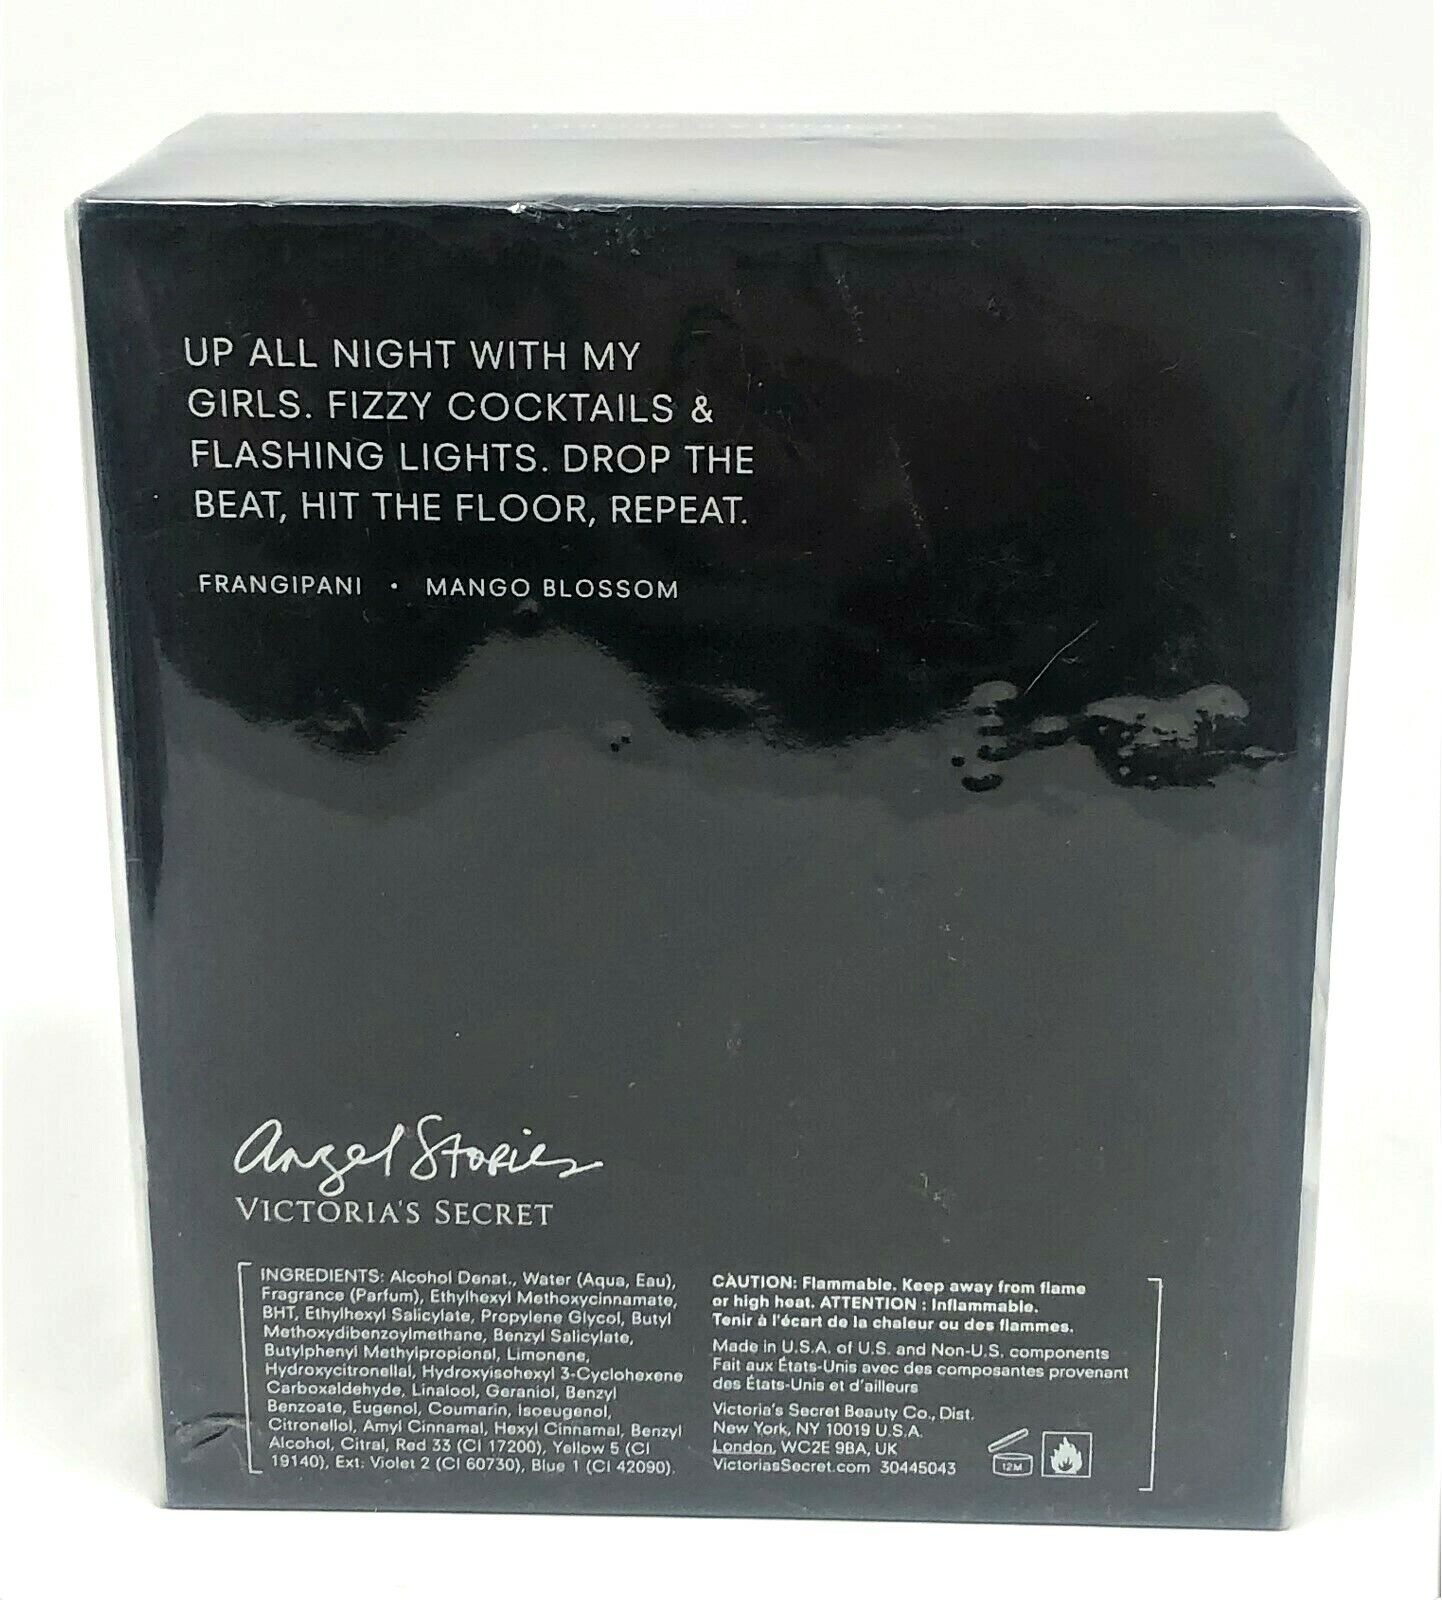 UP ALL NIGHT WITH MY
GIRLS. FIZZY COCKTAILS &
FLASHING LIGHTS. DROP THE
BEAT, HIT THE FLOOR, REPEAT.
FRANGIPANI • MANGO BLOSSOM
Angel Stories
VICTORIA'S SECRET
INGREDIENTS: Alcohol Denat., Water (Aqua, Eau),
Fragrance (Parfum), Ethylhexyl Methoxycinnamate,
BHT, Ethylhexyl Salicylate, Propylene Glycol, Butyl
Methoxydibenzoylmethane, Benzyl Salicylate,
Butylphenyl Methylpropional, Limonene,
Hydroxycitronellal, Hydroxyisohexyl 3-Cyclohexene
Carboxaldehyde, Linalool, Geraniol, Benzyl
Benzoate, Eugenol, Coumarin, Isoeugenol,
Citronellol, Amyl Cinnamal, Hexyl Cinnamal, Benzyl
Alcohol, Citral, Red 33 (CI 17200), Yellow 5 (CI
19140), Ext. Violet 2 (CI 60730), Blue 1 (CI 42090).
CAUTION: Flammable. Keep away from flame
or high heat. ATTENTION : Inflammable.
Tenir à l'écart de la chaleur ou des flammes.
Made in U.S.A. of U.S. and Non-U.S. components
Fait aux États-Unis avec des composantes provenant
des États-Unis et d'ailleurs
Victoria's Secret Beauty Co., Dist.
New York, NY 10019 U.S.A.
London, WC2E 9BA, UK
VictoriasSecret.com 30445043
12M